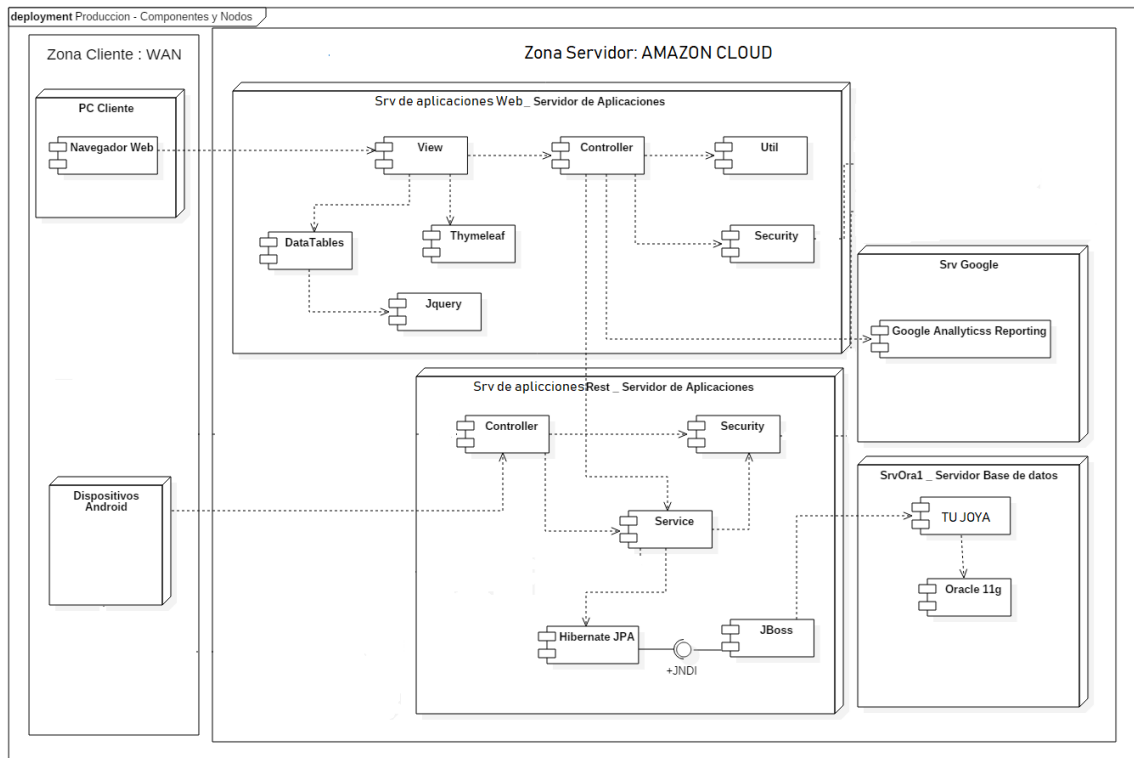 deployment Produccion - Componentes y Nodos
Zona Cliente : WAN
Zona Servidor: AMAZON CLOUD
PC Cliente
Navegador Web
Srv de aplicaciones Web_ Servidor de Aplicaciones
View
Controller
Util
DataTables
Thymeleaf
Security
Jquery
Srv Google
Google Anallyticss Reporting
Srv de aplicciones Rest _ Servidor de Aplicaciones
Controller
Security
Service
Hibernate JPA
+JNDI
JBoss
Dispositivos
Android
SrvOra1 _ Servidor Base de datos
TU JOYA
Oracle 11g